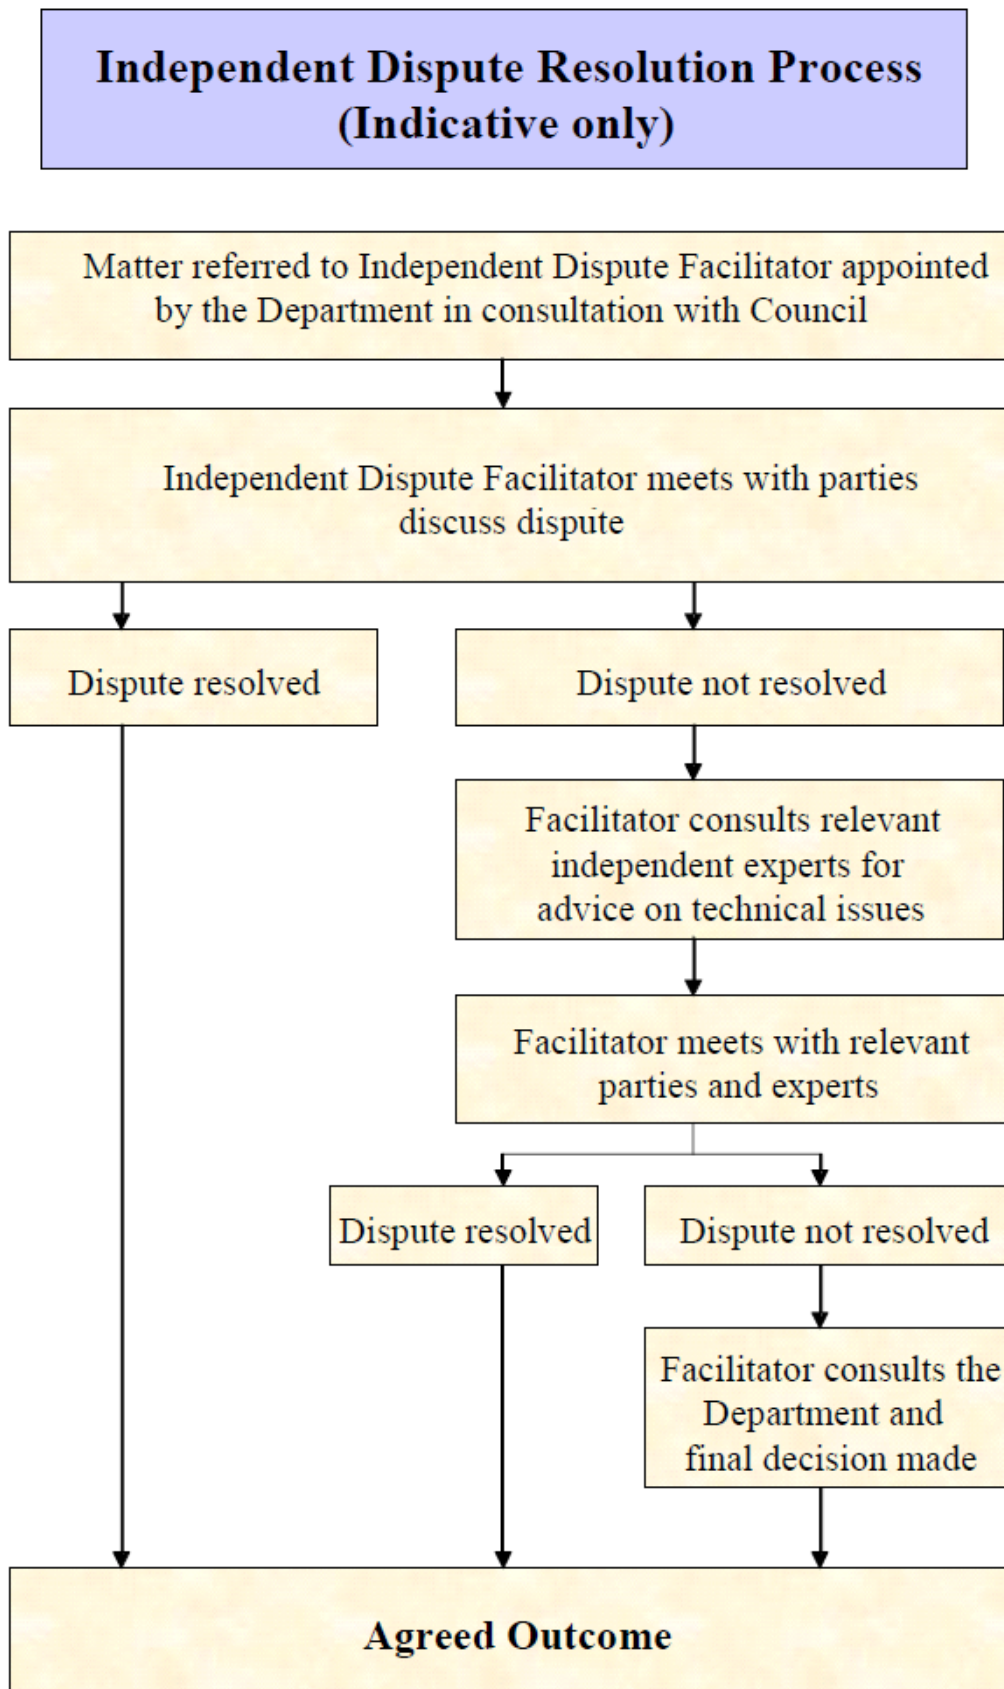 Independent Dispute Resolution Process
(Indicative only)
Matter referred to Independent Dispute Facilitator appointed
by the Department in consultation with Council
Independent Dispute Facilitator meets with parties
discuss dispute
Dispute resolved
Dispute not resolved
Facilitator consults relevant
independent experts for
advice on technical issues
Facilitator meets with relevant
parties and experts
Dispute resolved
Dispute not resolved
Facilitator consults the
Department and
final decision made
Agreed Outcome